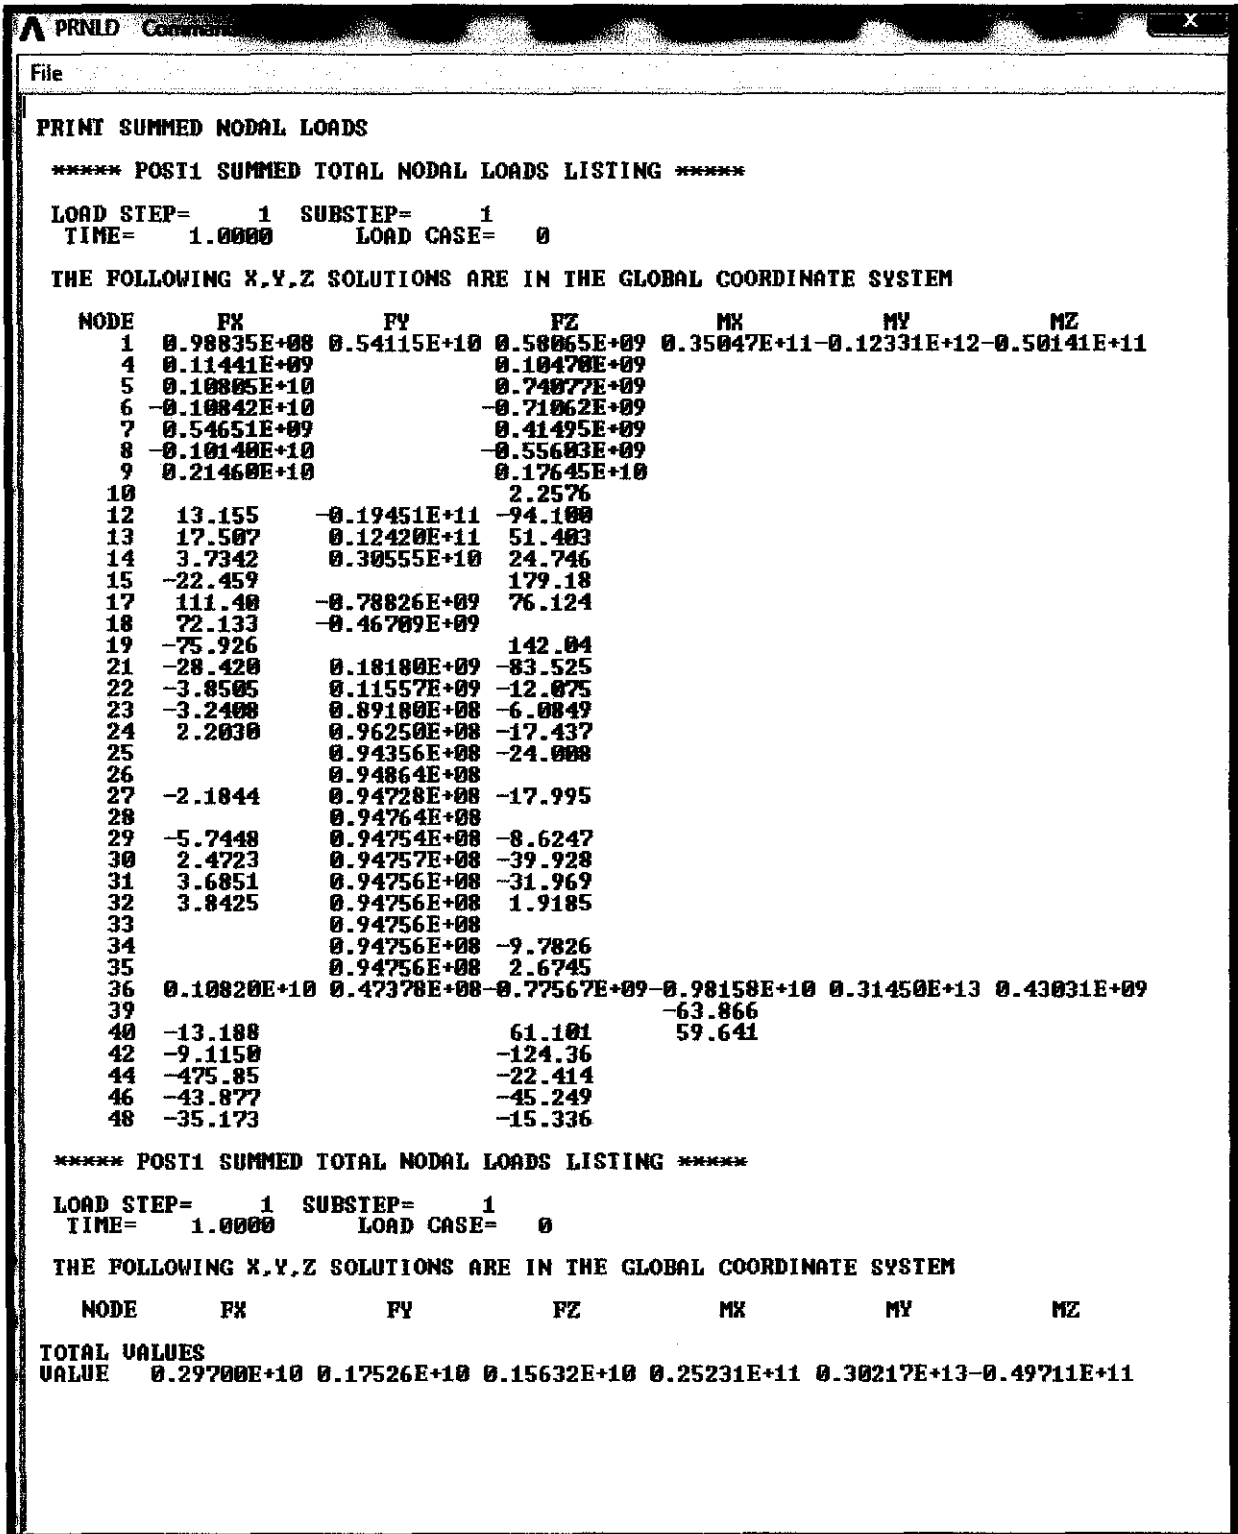 PRNLD Command
File
PRINT SUMMED NODAL LOADS
***** POST1 SUMMED TOTAL NODAL LOADS LISTING *****
LOAD STEP= 1 SUBSTEP= 1
TIME= 1.0000 LOAD CASE= 0
THE FOLLOWING X,Y,Z SOLUTIONS ARE IN THE GLOBAL COORDINATE SYSTEM
NODE FX FY FZ MX MY MZ
1 0.98835E+08 0.54115E+10 0.58065E+09 0.35047E+11-0.12331E+12-0.50141E+11
4 0.11441E+09 0.10470E+09
5 0.10805E+10 0.74077E+09
6 -0.10842E+10 -0.71062E+09
7 0.54651E+09 0.41495E+09
8 -0.10140E+10 -0.55603E+09
9 0.21460E+10 0.17645E+10
10 2.2576
12 13.155 -0.19451E+11 -94.100
13 17.507 0.12420E+11 51.403
14 3.7342 0.30555E+10 24.746
15 -22.459 179.18
17 111.40 -0.78826E+09 76.124
18 72.133 -0.46709E+09
19 -75.926 142.04
21 -28.420 0.18180E+09 -83.525
22 -3.8505 0.11557E+09 -12.075
23 -3.2408 0.89180E+08 -6.0849
24 2.2030 0.96250E+08 -17.437
25 0.94356E+08 -24.008
26 0.94864E+08
27 -2.1844 0.94728E+08 -17.995
28 0.94764E+08
29 -5.7448 0.94754E+08 -8.6247
30 2.4723 0.94757E+08 -39.928
31 3.6851 0.94756E+08 -31.969
32 3.8425 0.94756E+08 1.9185
33 0.94756E+08
34 0.94756E+08 -9.7826
35 0.94756E+08 2.6745
36 0.10820E+10 0.47378E+08-0.77567E+09-0.98158E+10 0.31450E+13 0.43031E+09
39 -63.866
40 -13.188 61.101 59.641
42 -9.1150 -124.36
44 -475.85 -22.414
46 -43.877 -45.249
48 -35.173 -15.336
***** POST1 SUMMED TOTAL NODAL LOADS LISTING *****
LOAD STEP= 1 SUBSTEP= 1
TIME= 1.0000 LOAD CASE= 0
THE FOLLOWING X,Y,Z SOLUTIONS ARE IN THE GLOBAL COORDINATE SYSTEM
NODE FX FY FZ MX MY MZ
TOTAL VALUES
VALUE 0.29700E+10 0.17526E+10 0.15632E+10 0.25231E+11 0.30217E+13-0.49711E+11